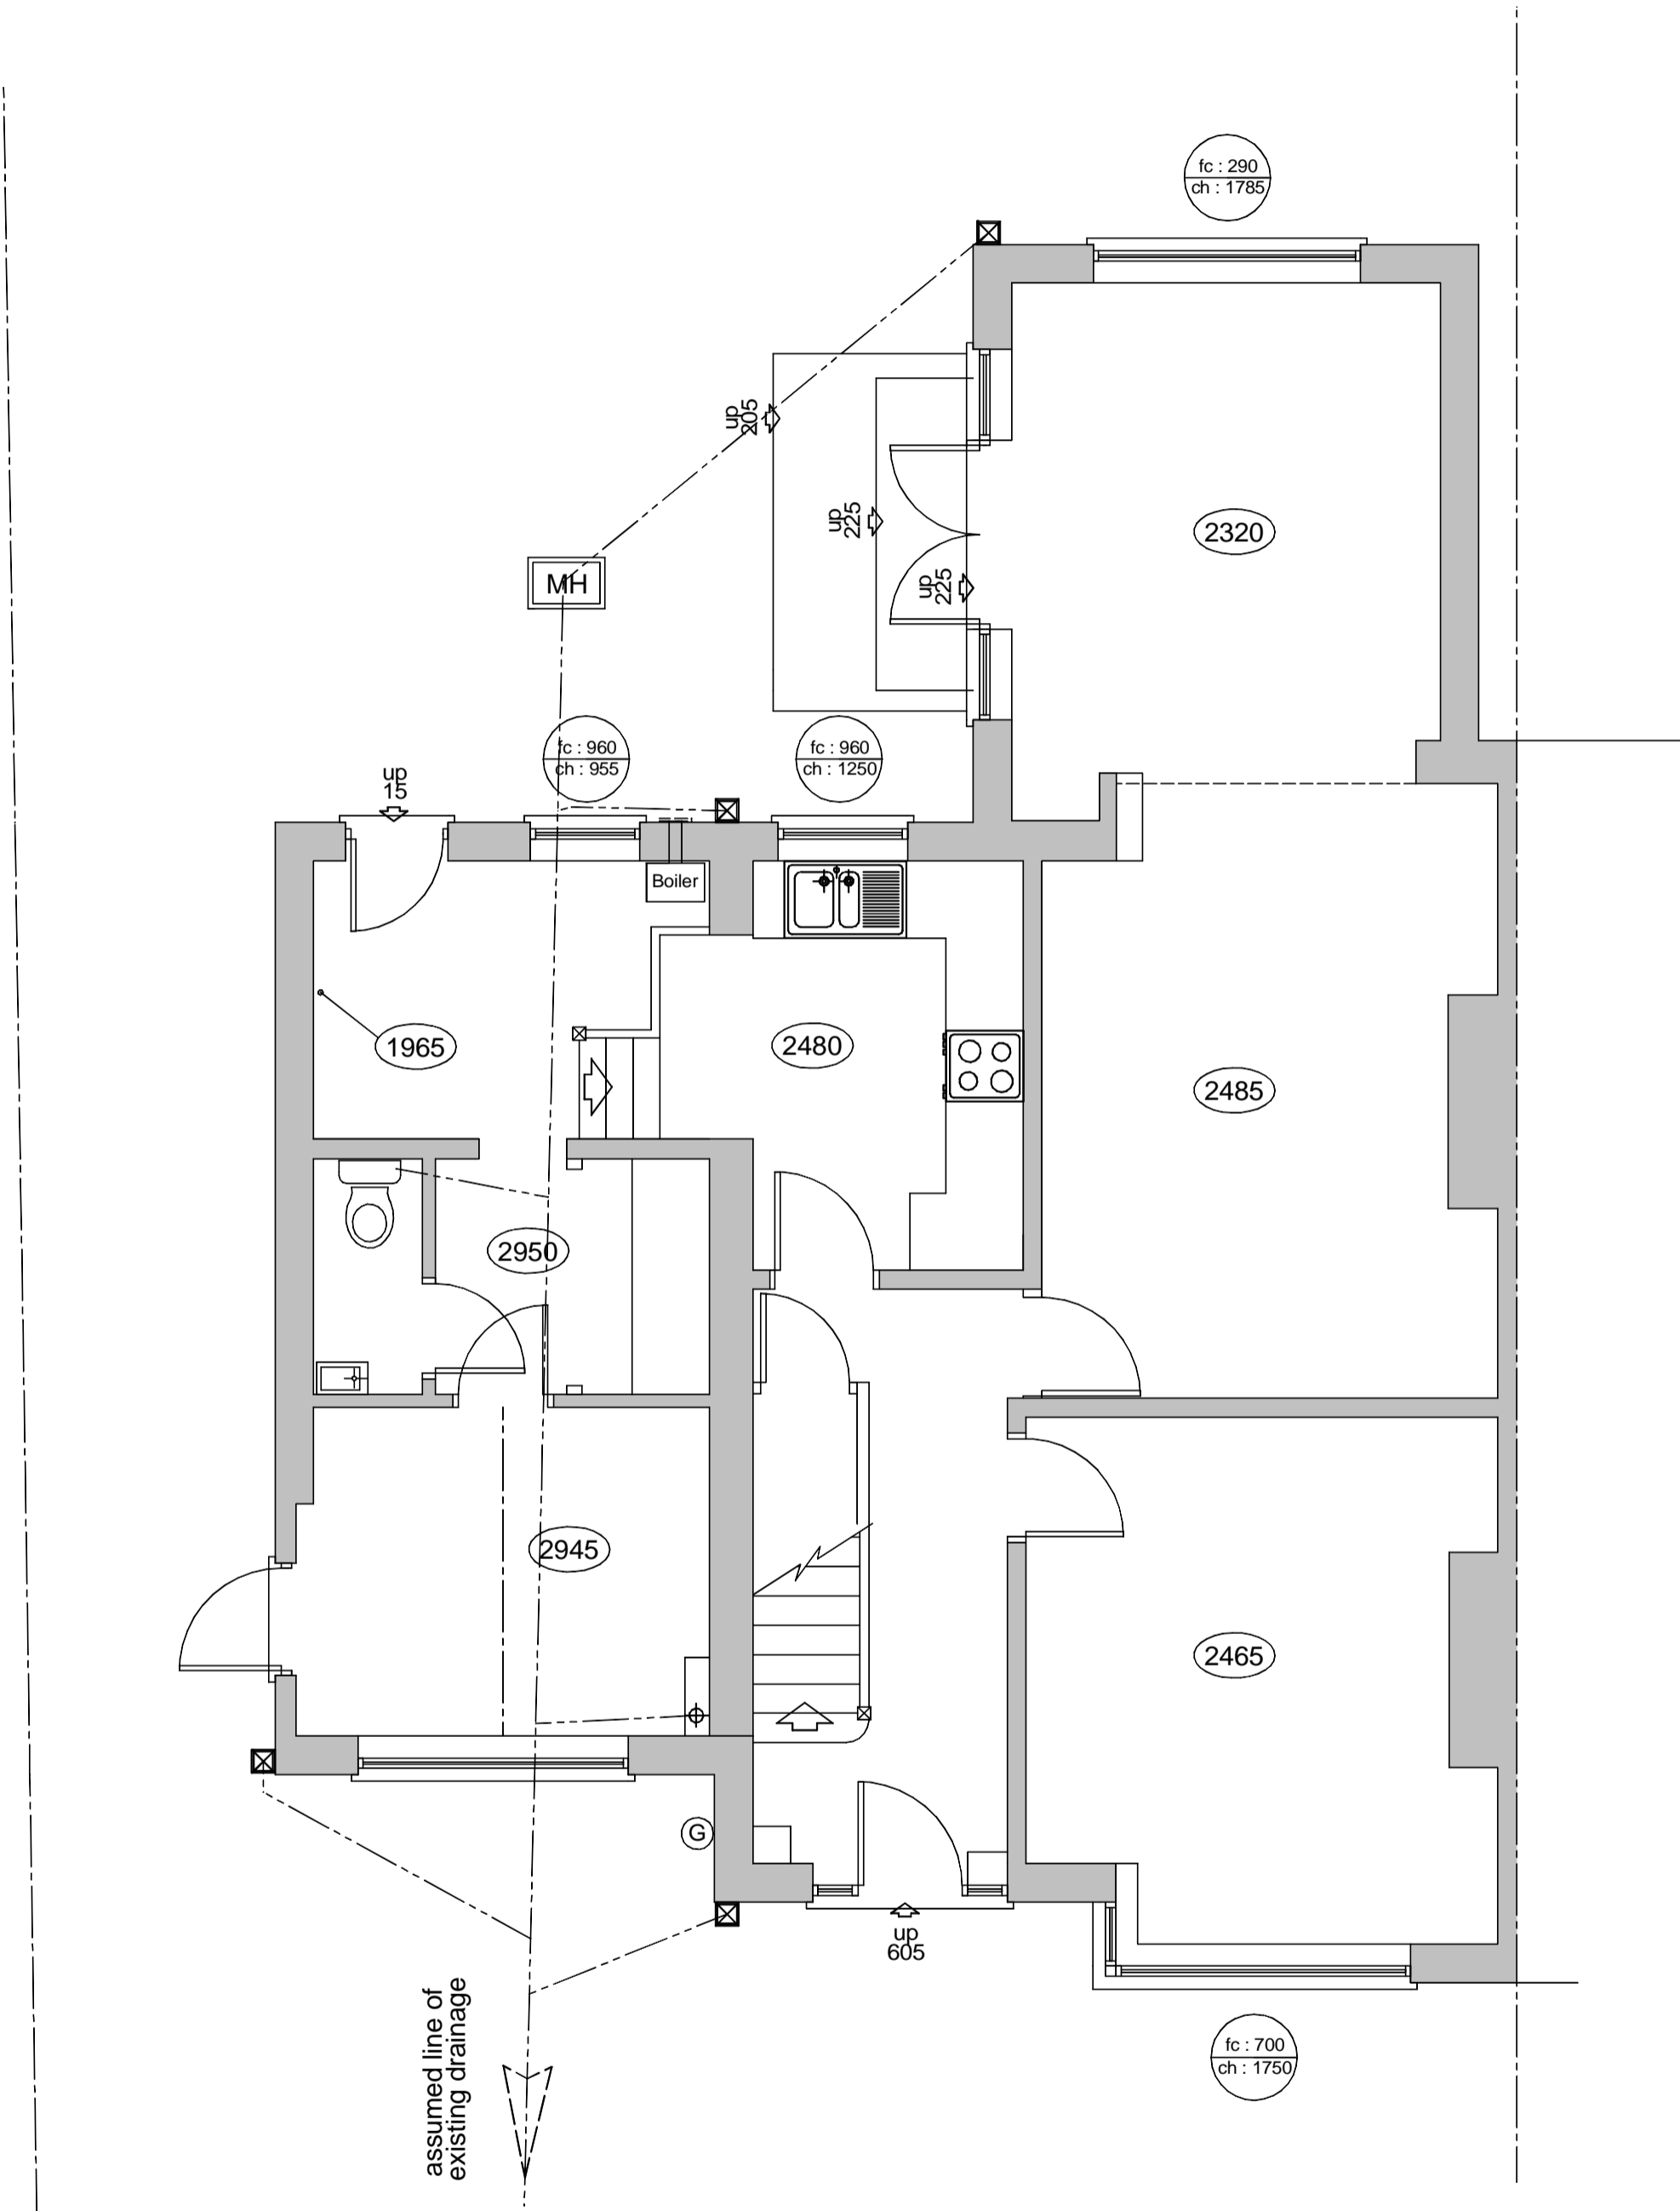 fc : 290
ch : 1785
up
205
up
225
2320
up
225
MH
fc : 960
ch : 955
fc : 960
ch : 1250
up
15
Boiler
1965
2480
2485
2950
2945
2465
G
up
605
assumed line of
existing drainage
fc : 700
ch : 1750